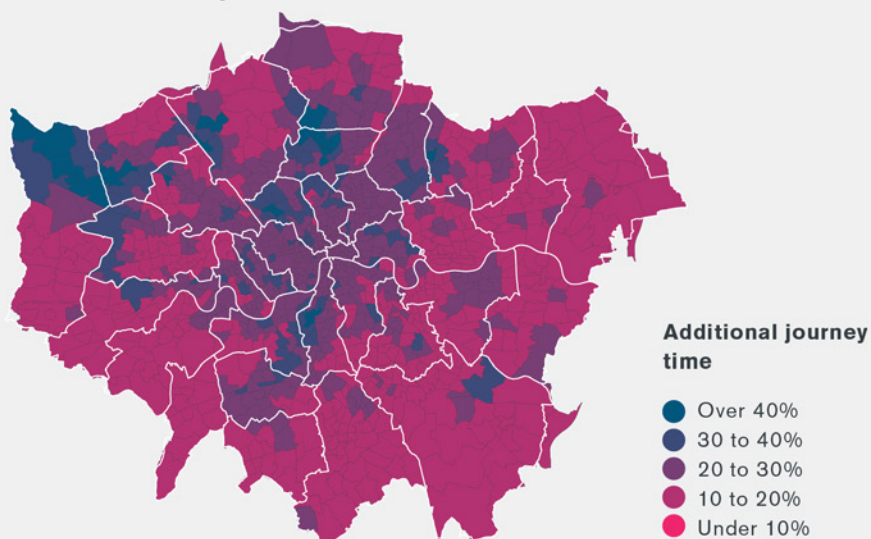 Additional journey
time
Over 40%
30 to 40%
20 to 30%
10 to 20%
Under 10%